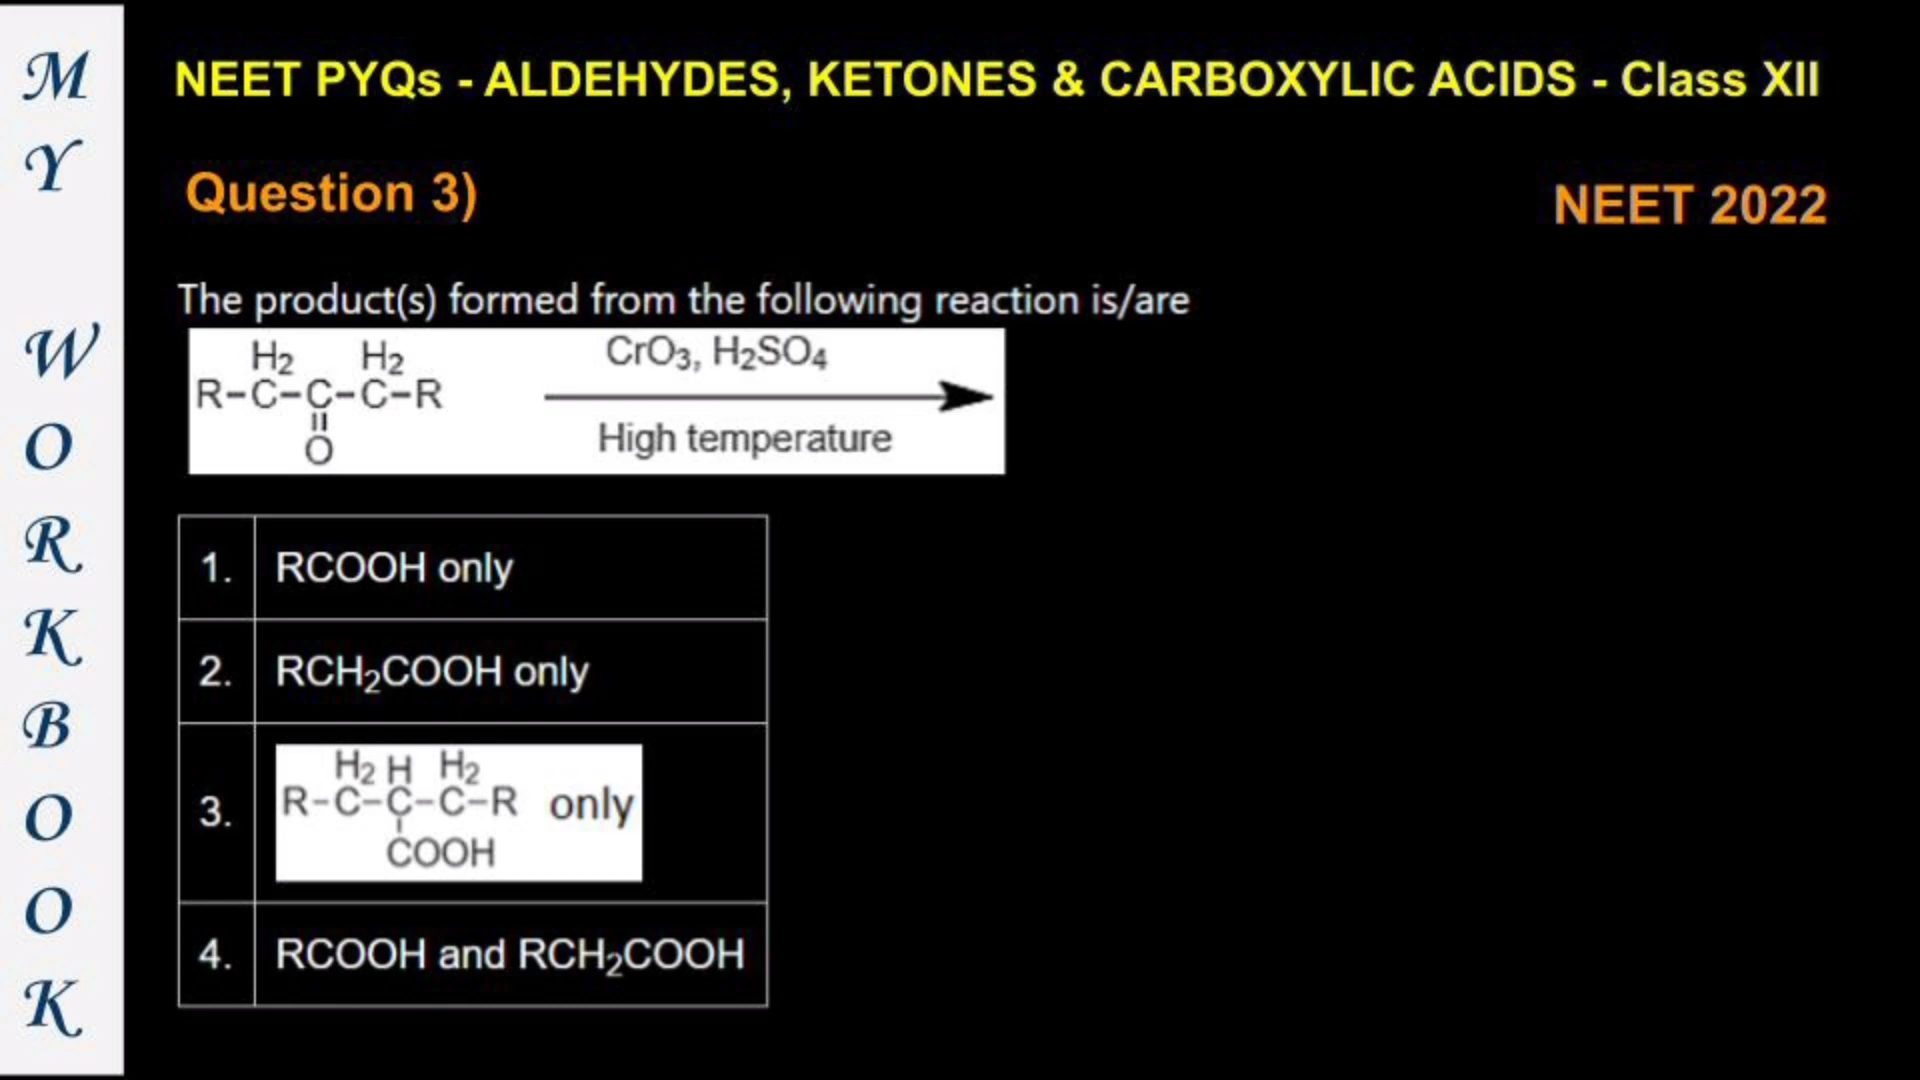 MY WORKBOOK
NEET PYQs - ALDEHYDES, KETONES & CARBOXYLIC ACIDS - Class XII
Question 3)
NEET 2022
The product(s) formed from the following reaction is/are
H2 H2
R-C-C-C-R
O
CrO3, H2SO4
High temperature
1. RCOOH only
2. RCH₂COOH only
3.
H2 H H2
R-C-C-C-R only
COOH
4. RCOOH and RCH₂COOH